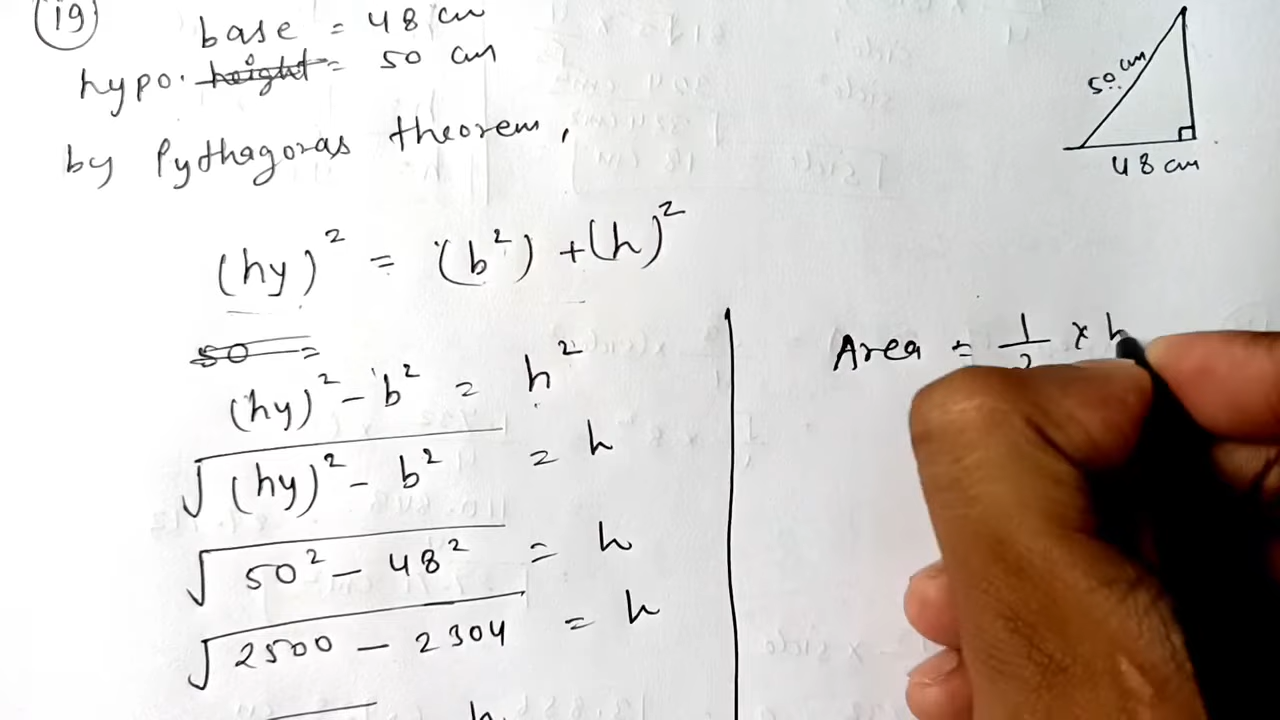 19
base = 48 cm
hypo. height = 50 cm
by Pythagoras theorem,
(hy)² = (b²) + (h)²
50 =
(hy)² - b² = h²
√(hy)² - b² = h
√50² - 48² = h
√2500 - 2304 = h
h
50 cm
48 cm
Area = 1/2 ×